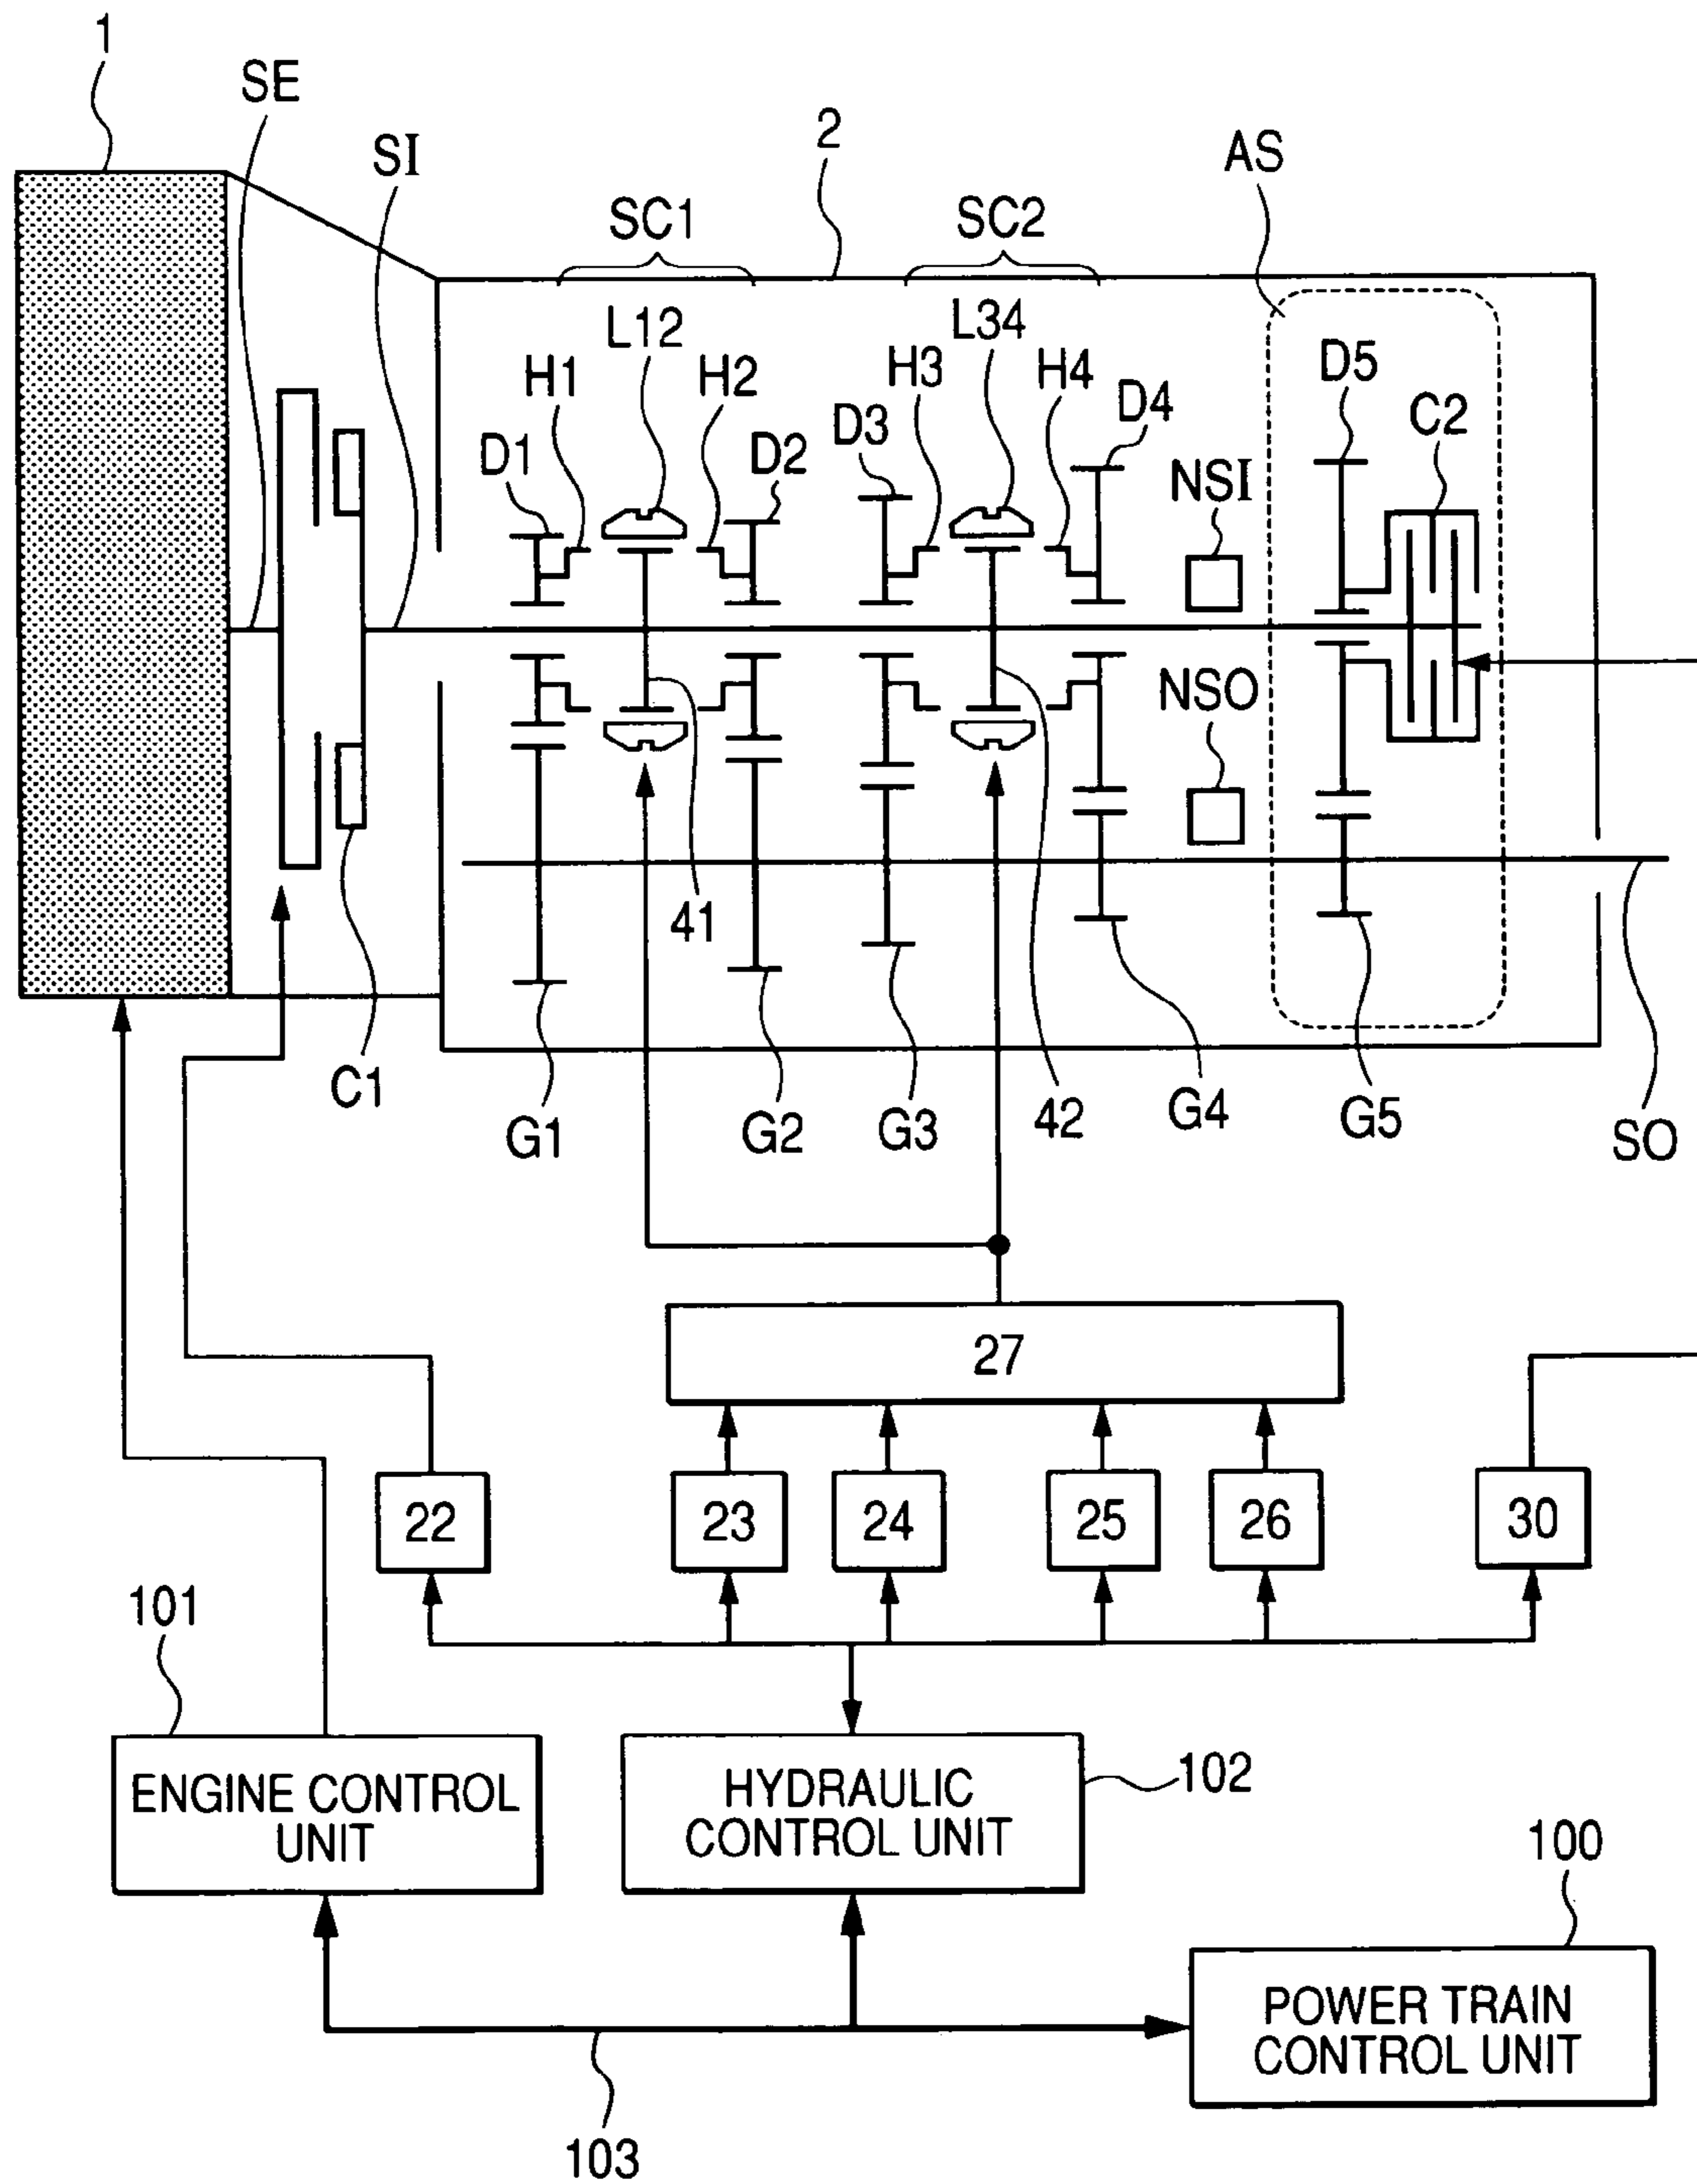 1
SE
SI
2
AS
SC1
SC2
L12
L34
H1
H2
H3
H4
D5
D1
D2
D3
D4
C2
NSI
NSO
41
C1
G1
G2
G3
42
G4
G5
SO
27
22
23
24
25
26
30
101
ENGINE CONTROL
UNIT
HYDRAULIC
CONTROL UNIT
102
100
POWER TRAIN
CONTROL UNIT
103